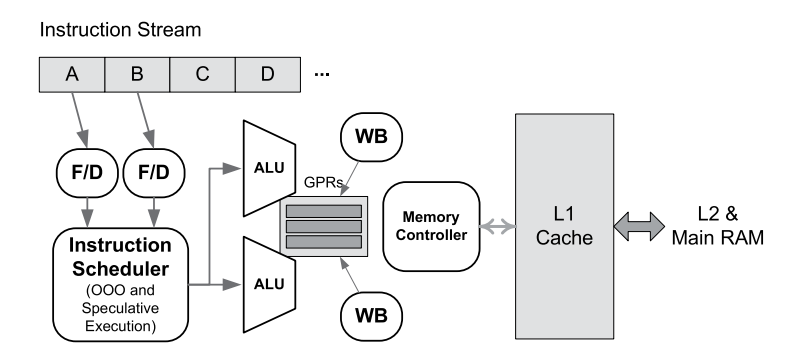 Instruction Stream
A B C D ...
F/D F/D
Instruction
Scheduler
(OOO and
Speculative
Execution)
ALU
ALU
GPRs
WB
WB
Memory
Controller
L1
Cache
L2 &
Main RAM